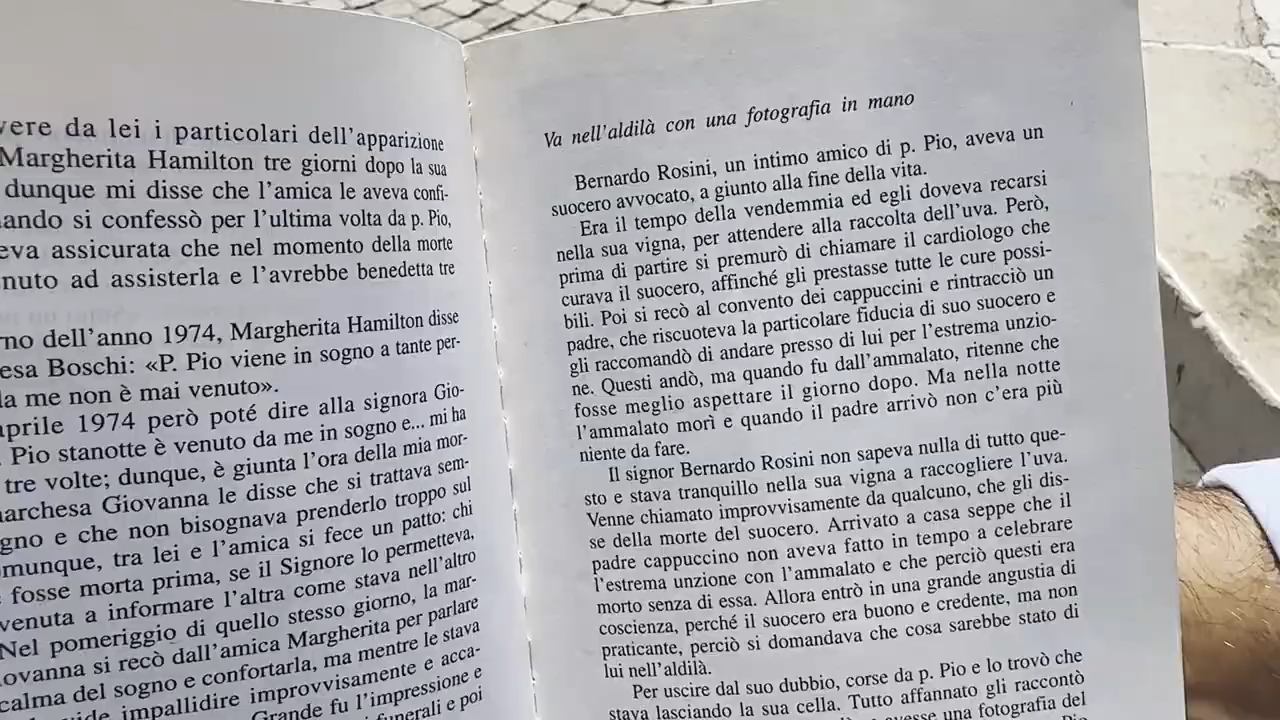 vere da lei i particolari dell'apparizione
Margherita Hamilton tre giorni dopo la sua
dunque mi disse che l'amica le aveva confi-
ando si confessò per l'ultima volta da p. Pio,
eva assicurata che nel momento della morte
nuto ad assisterla e l'avrebbe benedetta tre
no dell'anno 1974, Margherita Hamilton disse
esa Boschi: «P. Pio viene in sogno a tante per-
la me non è mai venuto».
aprile 1974 però poté dire alla signora Gio-
Pio stanotte è venuto da me in sogno e... mi ha
tre volte; dunque, è giunta l'ora della mia mor-
archesa Giovanna le disse che si trattava sem-
gno e che non bisognava prenderlo troppo sul
munque, tra lei e l'amica si fece un patto: chi
fosse morta prima, se il Signore lo permetteva,
venuta a informare l'altra come stava nell'altro
Nel pomeriggio di quello stesso giorno, la mar-
ovanna si recò dall'amica Margherita per parlare
calma del sogno e confortarla, ma mentre le stava
vide impallidire improvvisamente e acca-
Grande fu l'impressione e
funerali e poi
Va nell'aldilà con una fotografia in mano
Bernardo Rosini, un intimo amico di p. Pio, aveva un
suocero avvocato, a giunto alla fine della vita.
Era il tempo della vendemmia ed egli doveva recarsi
nella sua vigna, per attendere alla raccolta dell'uva. Però,
prima di partire si premurò di chiamare il cardiologo che
curava il suocero, affinché gli prestasse tutte le cure possi-
bili. Poi si recò al convento dei cappuccini e rintracciò un
padre, che riscuoteva la particolare fiducia di suo suocero e
gli raccomandò di andare presso di lui per l'estrema unzio-
ne. Questi andò, ma quando fu dall'ammalato, ritenne che
fosse meglio aspettare il giorno dopo. Ma nella notte
l'ammalato morì e quando il padre arrivò non c'era più
niente da fare.
Il signor Bernardo Rosini non sapeva nulla di tutto que-
sto e stava tranquillo nella sua vigna a raccogliere l'uva.
Venne chiamato improvvisamente da qualcuno, che gli dis-
se della morte del suocero. Arrivato a casa seppe che il
padre cappuccino non aveva fatto in tempo a celebrare
l'estrema unzione con l'ammalato e che perciò questi era
morto senza di essa. Allora entrò in una grande angustia di
coscienza, perché il suocero era buono e credente, ma non
praticante, perciò si domandava che cosa sarebbe stato di
lui nell'aldilà.
Per uscire dal suo dubbio, corse da p. Pio e lo trovò che
stava lasciando la sua cella. Tutto affannato gli raccontò
avesse una fotografia del